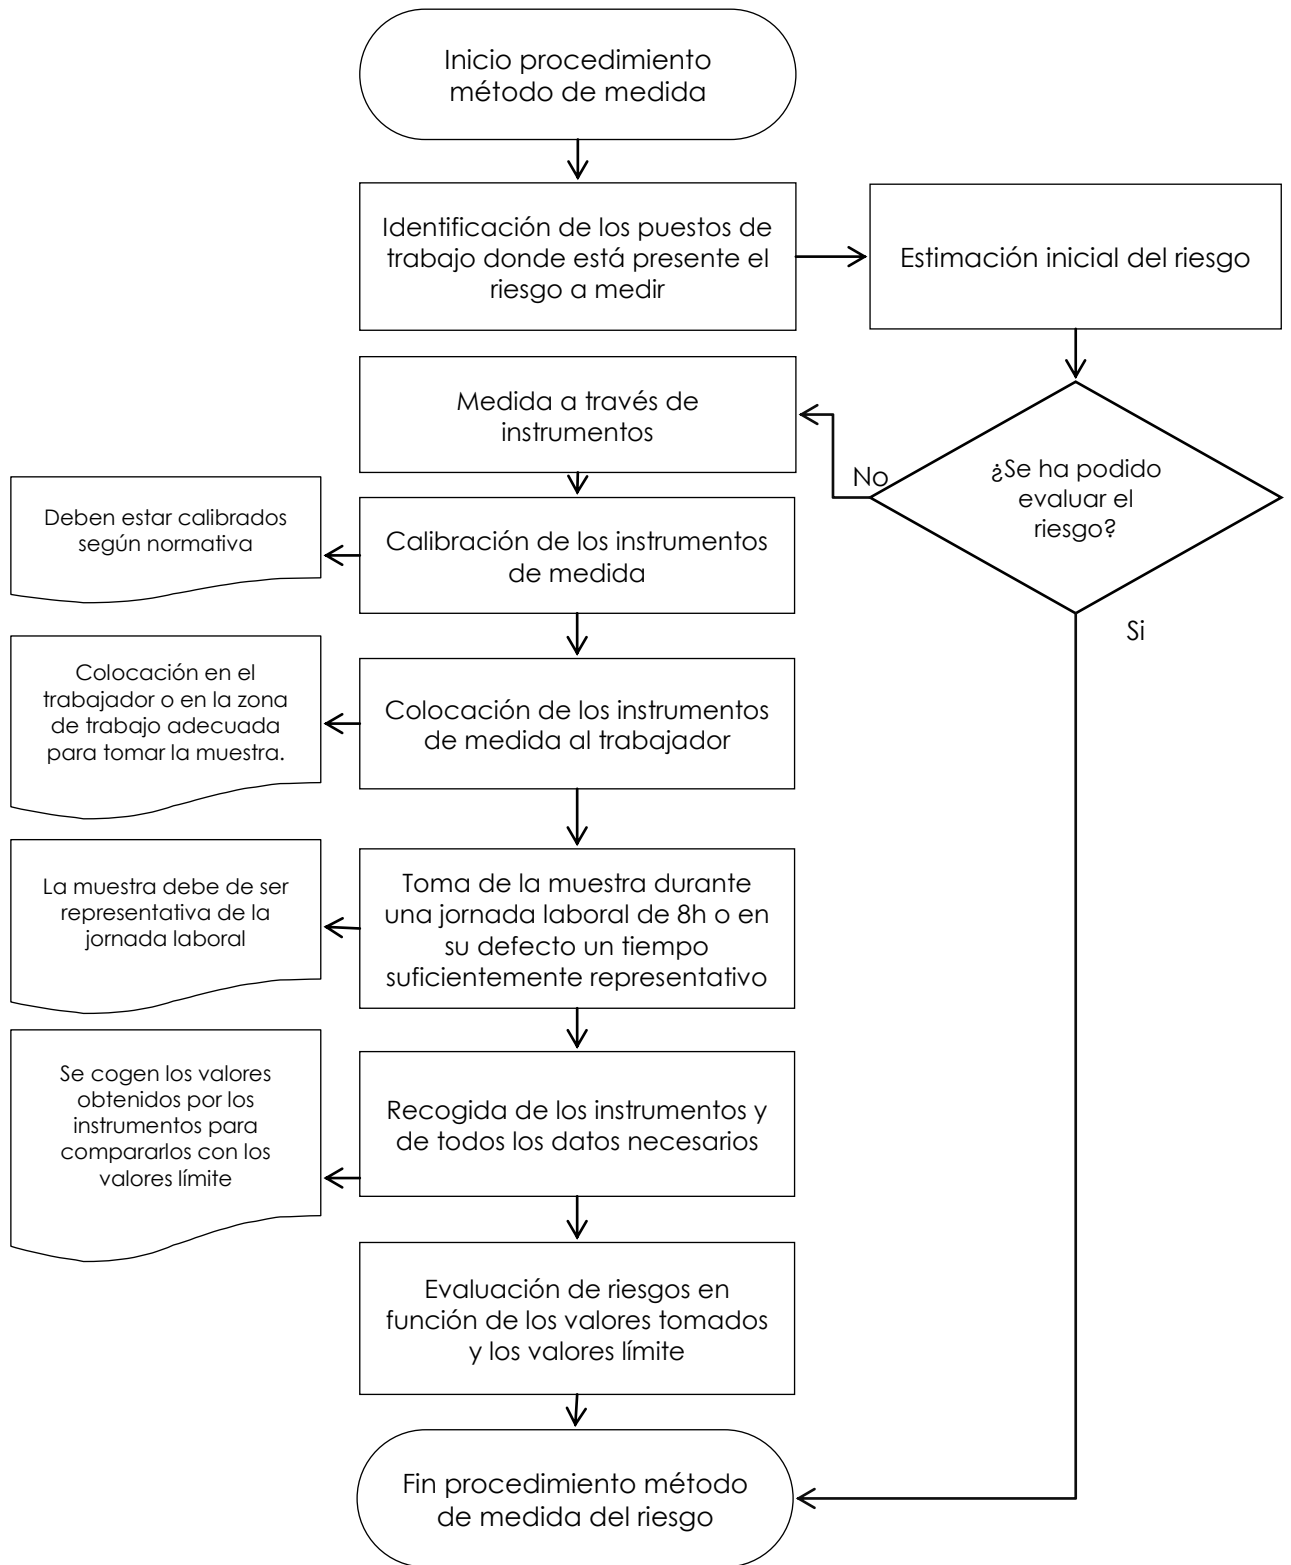 Inicio procedimiento
método de medida
Identificación de los puestos de
trabajo donde está presente el
riesgo a medir
Estimación inicial del riesgo
¿Se ha podido
evaluar el
riesgo?
No
Si
Medida a través de
instrumentos
Calibración de los instrumentos
de medida
Deben estar calibrados
según normativa
Colocación de los instrumentos
de medida al trabajador
Colocación en el
trabajador o en la zona
de trabajo adecuada
para tomar la muestra.
Toma de la muestra durante
una jornada laboral de 8h o en
su defecto un tiempo
suficientemente representativo
La muestra debe de ser
representativa de la
jornada laboral
Recogida de los instrumentos y
de todos los datos necesarios
Se cogen los valores
obtenidos por los
instrumentos para
compararlos con los
valores límite
Evaluación de riesgos en
función de los valores tomados
y los valores límite
Fin procedimiento método
de medida del riesgo